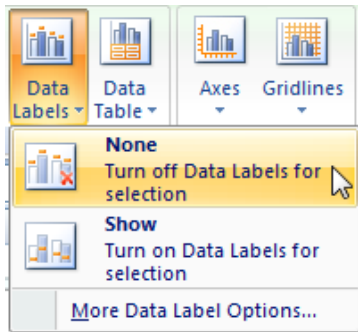 Data Labels
Data Table
Axes
Gridlines
None
Turn off Data Labels for
selection
Show
Turn on Data Labels for
selection
More Data Label Options...